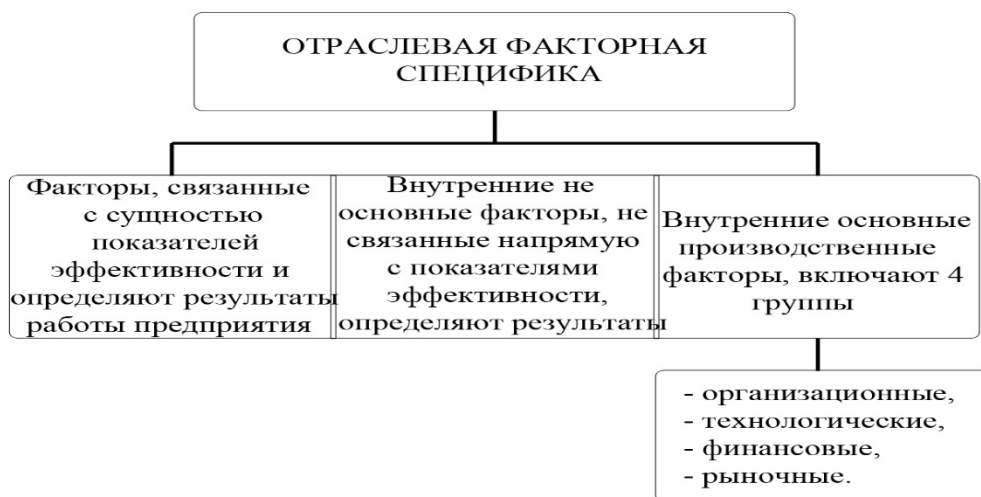 ОТРАСЛЕВАЯ ФАКТОРНАЯ
СПЕЦИФИКА
Факторы, связанные
с сущностью
показателей
эффективности и
определяют результаты
работы предприятия
Внутренние не
основные факторы, не
связанные напрямую
с показателями
эффективности,
определяют результаты
Внутренние основные
производственные
факторы, включают 4
группы
- организационные,
- технологические,
- финансовые,
- рыночные.